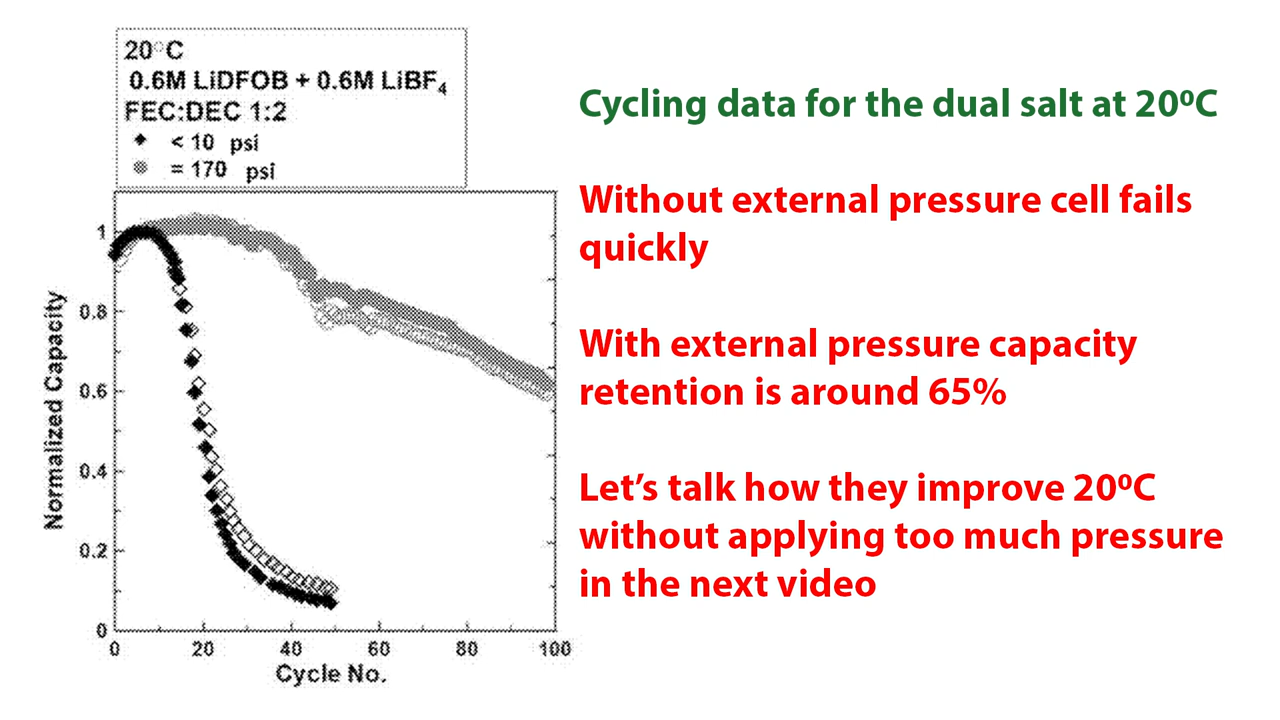 20°C
0.6M LiDFOB + 0.6M LiBF₄
FEC:DEC 1:2
◆ < 10 psi
● = 170 psi
1
0.8
0.6
0.4
0.2
0
0 20 40 60 80 100
Normalized Capacity
Cycle No.
Cycling data for the dual salt at 20ºC
Without external pressure cell fails
quickly
With external pressure capacity
retention is around 65%
Let’s talk how they improve 20ºC
without applying too much pressure
in the next video